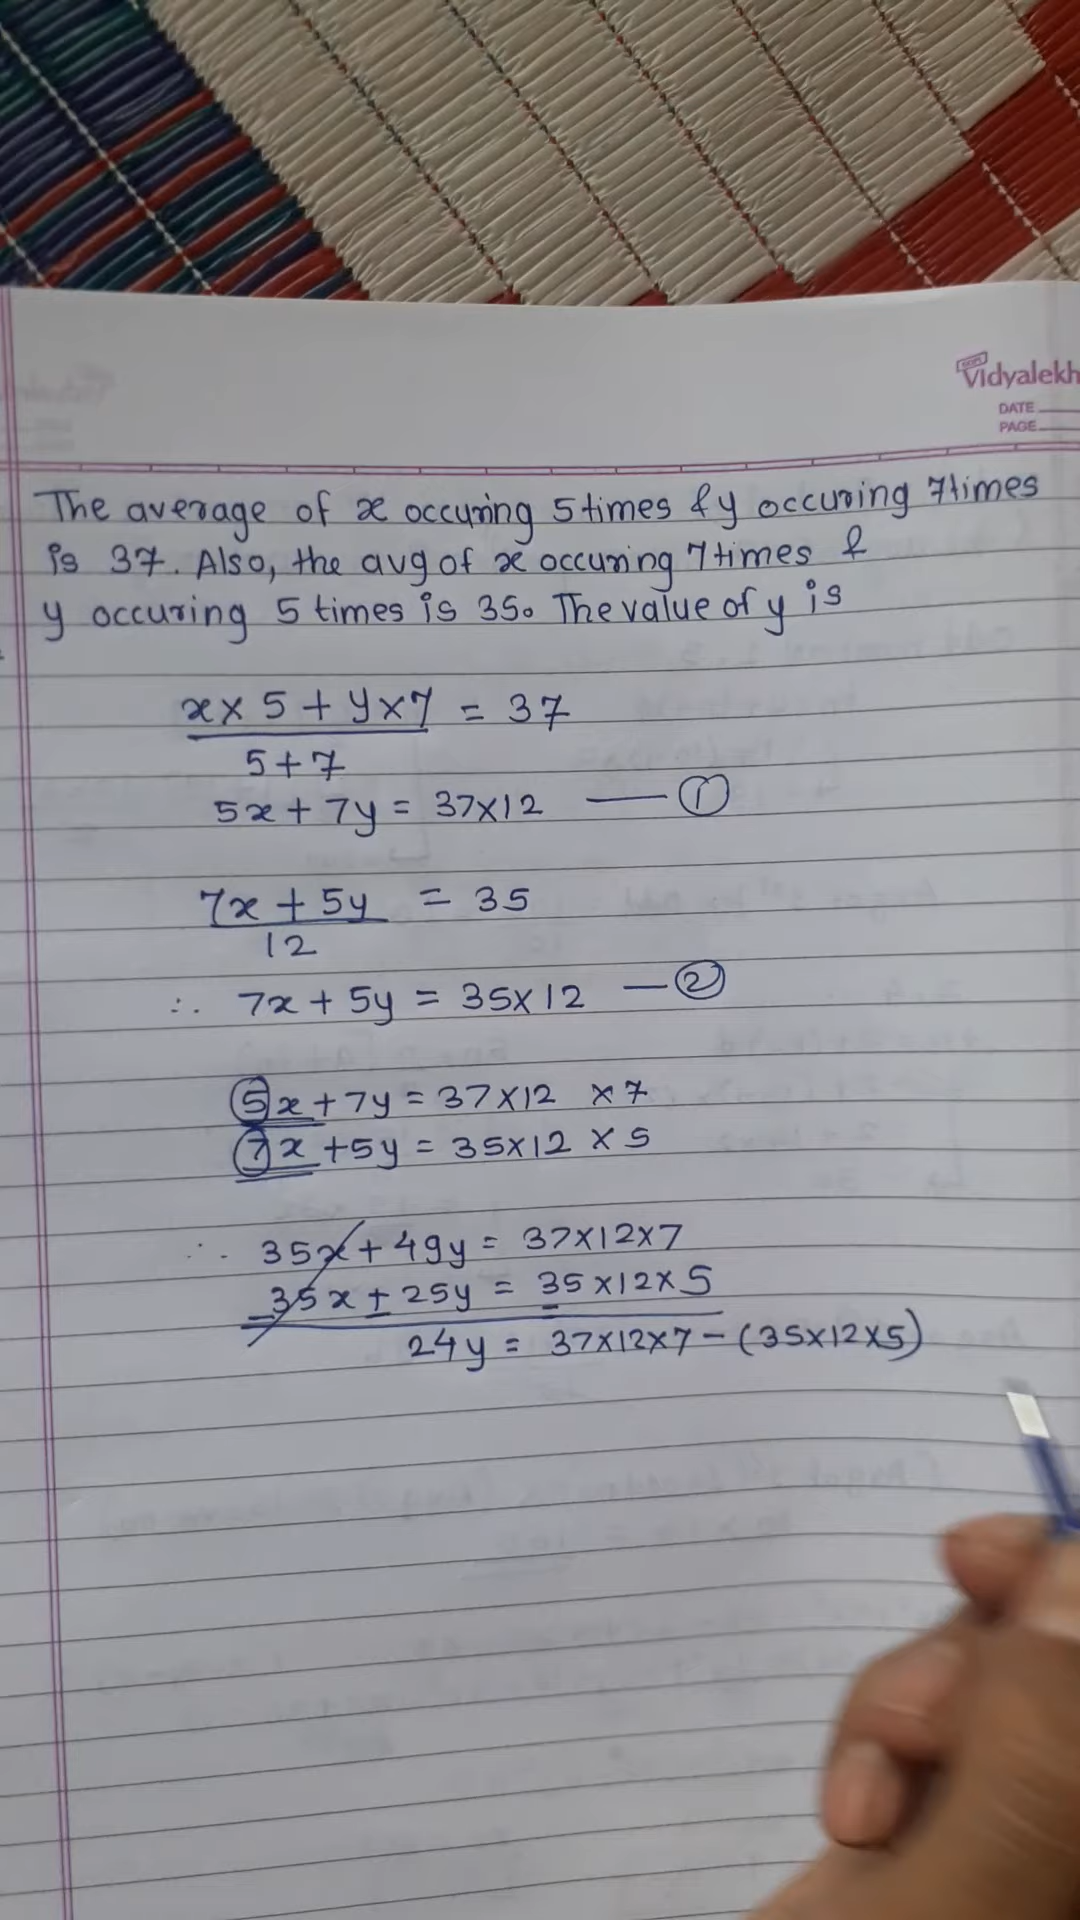 Vidyalekh
DATE
PAGE
The average of x occuring 5 times & y occuring 7 times
is 37. Also, the avg of x occuring 7 times &
y occuring 5 times is 35. The value of y is
x × 5 + y × 7 = 37
5 + 7
5x + 7y = 37×12 —— ①
7x + 5y = 35
12
∴ 7x + 5y = 35×12 — ②
5x + 7y = 37×12 × 7
7x + 5y = 35×12 × 5
∴ 35x + 49y = 37×12×7
- 35x ± 25y = 35×12×5
24y = 37×12×7 - (35×12×5)